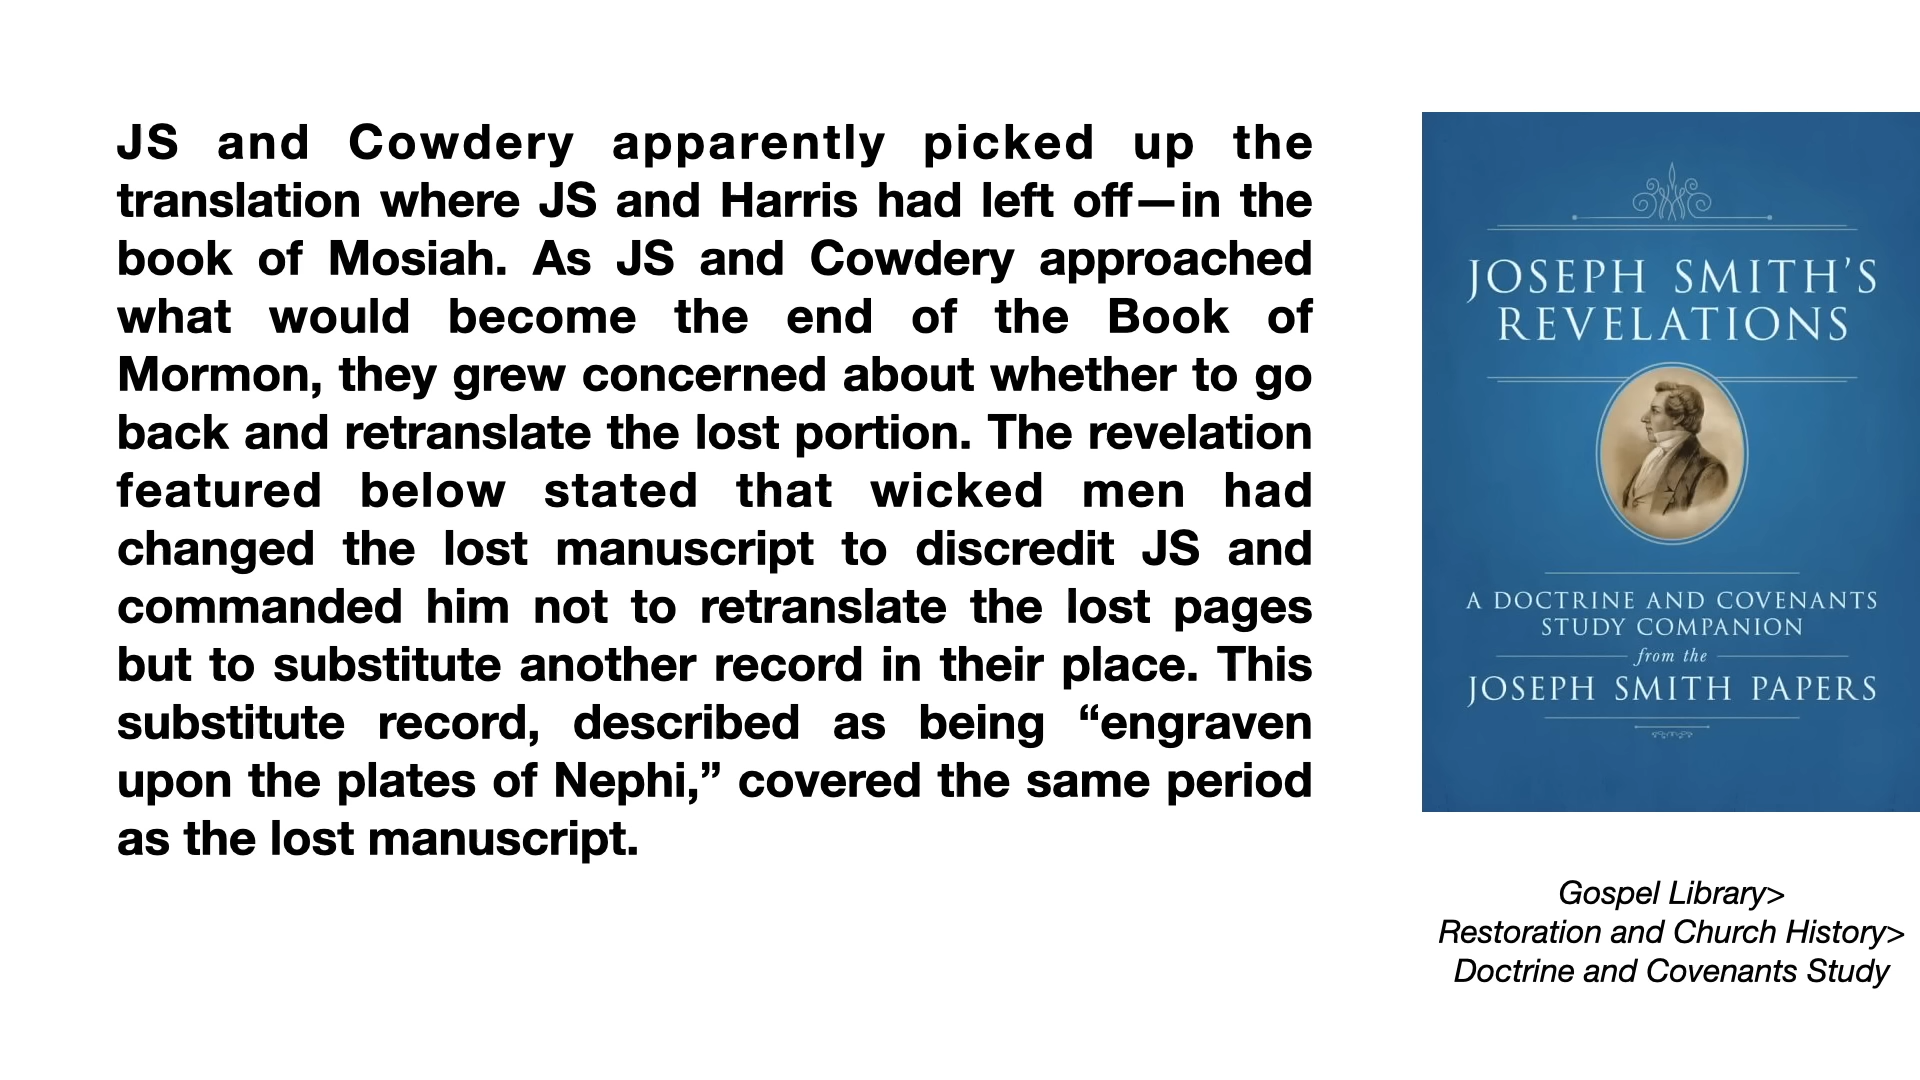 JS and Cowdery apparently picked up the
translation where JS and Harris had left off—in the
book of Mosiah. As JS and Cowdery approached
what would become the end of the Book of
Mormon, they grew concerned about whether to go
back and retranslate the lost portion. The revelation
featured below stated that wicked men had
changed the lost manuscript to discredit JS and
commanded him not to retranslate the lost pages
but to substitute another record in their place. This
substitute record, described as being “engraven
upon the plates of Nephi,” covered the same period
as the lost manuscript.
JOSEPH SMITH’S
REVELATIONS
A DOCTRINE AND COVENANTS
STUDY COMPANION
from the
JOSEPH SMITH PAPERS
Gospel Library>
Restoration and Church History>
Doctrine and Covenants Study